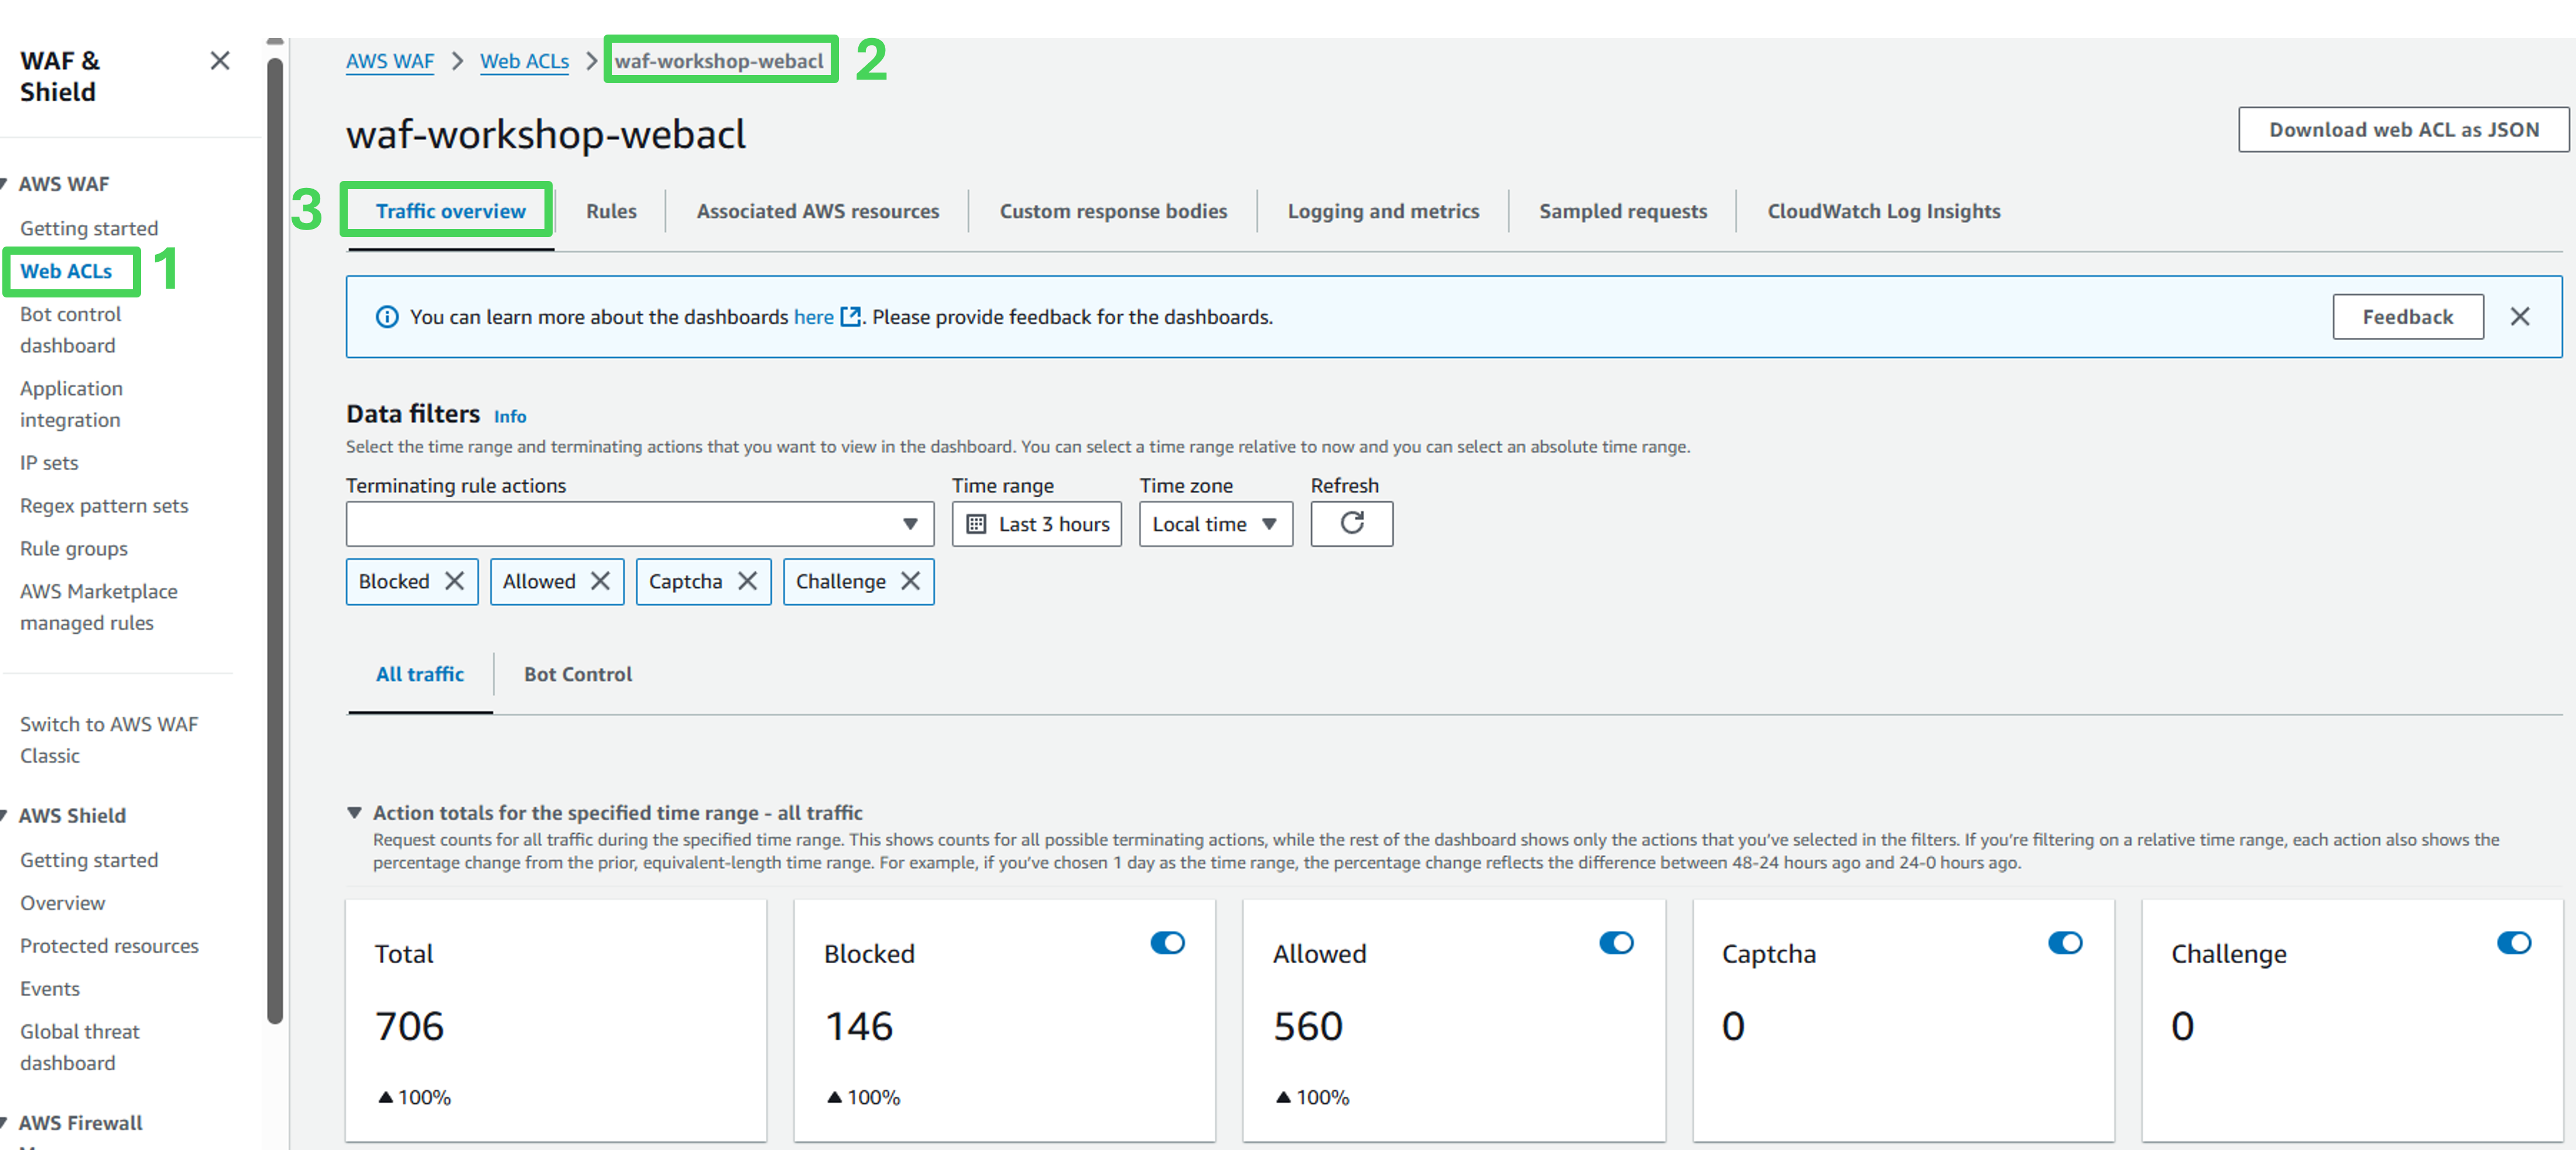 WAF &
Shield
AWS WAF
Getting started
Web ACLs
1
Bot control
dashboard
Application
integration
IP sets
Regex pattern sets
Rule groups
AWS Marketplace
managed rules
Switch to AWS WAF
Classic
AWS Shield
Getting started
Overview
Protected resources
Events
Global threat
dashboard
AWS Firewall
AWS WAF > Web ACLs > waf-workshop-webacl 2
waf-workshop-webacl
Download web ACL as JSON
3 Traffic overview Rules Associated AWS resources Custom response bodies Logging and metrics Sampled requests CloudWatch Log Insights
You can learn more about the dashboards here. Please provide feedback for the dashboards.
Feedback
Data filters Info
Select the time range and terminating actions that you want to view in the dashboard. You can select a time range relative to now and you can select an absolute time range.
Terminating rule actions Time range Time zone Refresh
Last 3 hours Local time
Blocked Allowed Captcha Challenge
All traffic Bot Control
Action totals for the specified time range - all traffic
Request counts for all traffic during the specified time range. This shows counts for all possible terminating actions, while the rest of the dashboard shows only the actions that you've selected in the filters. If you're filtering on a relative time range, each action also shows the
percentage change from the prior, equivalent-length time range. For example, if you've chosen 1 day as the time range, the percentage change reflects the difference between 48-24 hours ago and 24-0 hours ago.
Total Blocked Allowed Captcha Challenge
706 146 560 0 0
100% 100% 100%